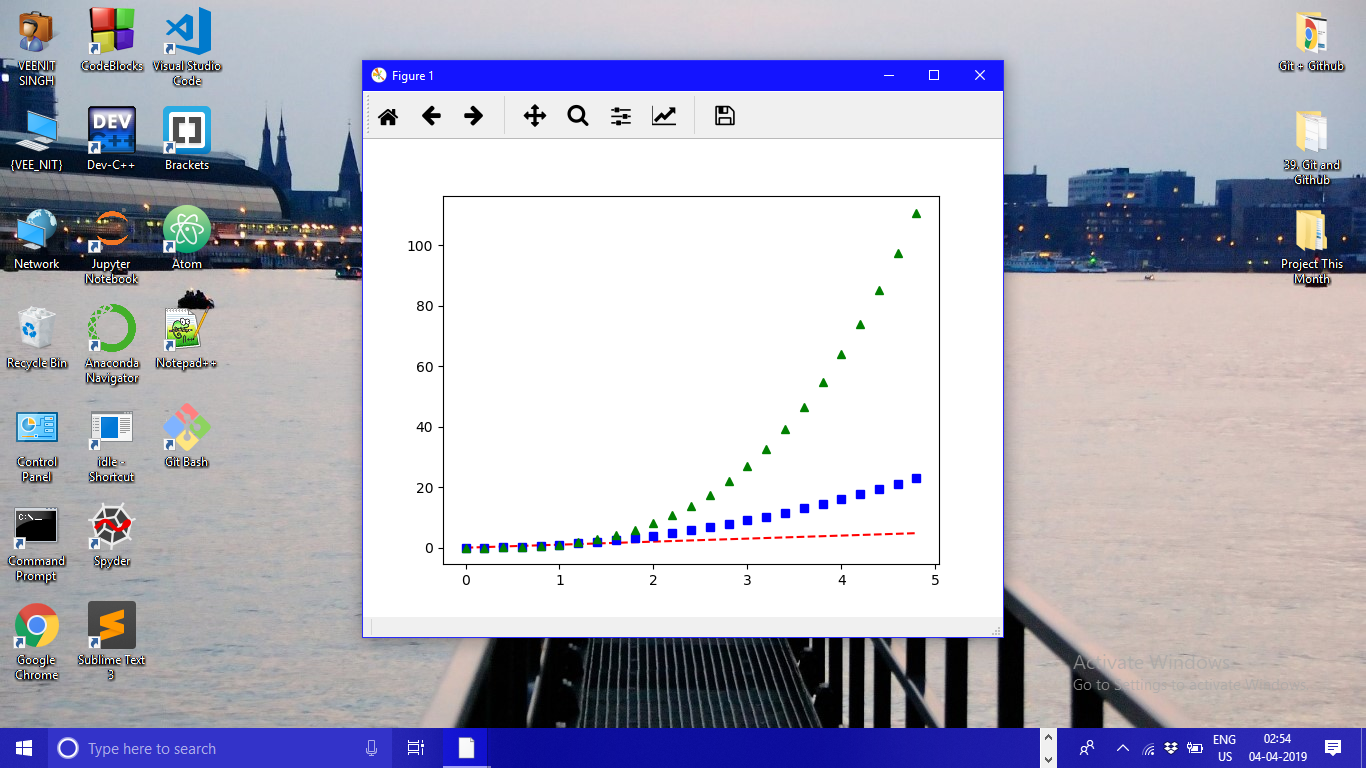 VEENIT
SINGH
CodeBlocks
Visual Studio
Code
{VEE_NIT}
DEV
C++
Dev-C++
Brackets
Network
Jupyter
Notebook
Atom
Recycle Bin
Anaconda
Navigator
Notepad++
Control
Panel
idle -
Shortcut
Git Bash
C:\_
Command
Prompt
Spyder
Google
Chrome
Sublime Text
3
Figure 1
100
80
60
40
20
0
0 1 2 3 4 5
Git + Github
39. Git and
Github
Project This
Month
Activate Windows
Go to Settings to activate Windows.
Type here to search
ENG
US
02:54
04-04-2019